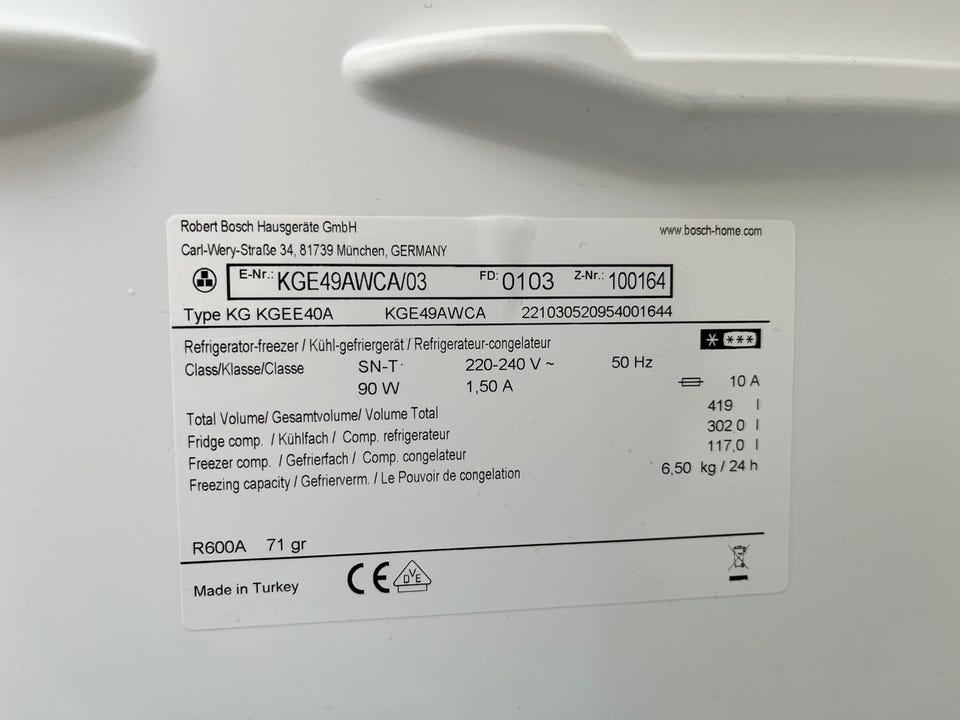 Robert Bosch Hausgeräte GmbH www.bosch-home.com
Carl-Wery-Straße 34, 81739 München, GERMANY
E-Nr.: KGE49AWCA/03 FD: 0103 Z-Nr.: 100164
Type KG KGEE40A KGE49AWCA 221030520954001644
Refrigerator-freezer / Kühl-gefriergerät / Refrigerateur-congelateur * ***
Class/Klasse/Classe SN-T 220-240 V ~ 50 Hz
90 W 1,50 A 10 A
Total Volume/ Gesamtvolume/ Volume Total 419 l
Fridge comp. / Kühlfach / Comp. refrigerateur 302,0 l
Freezer comp. / Gefrierfach / Comp. congelateur 117,0 l
Freezing capacity / Gefrierverm. / Le Pouvoir de congelation 6,50 kg / 24 h
R600A 71 gr
Made in Turkey CE DVE